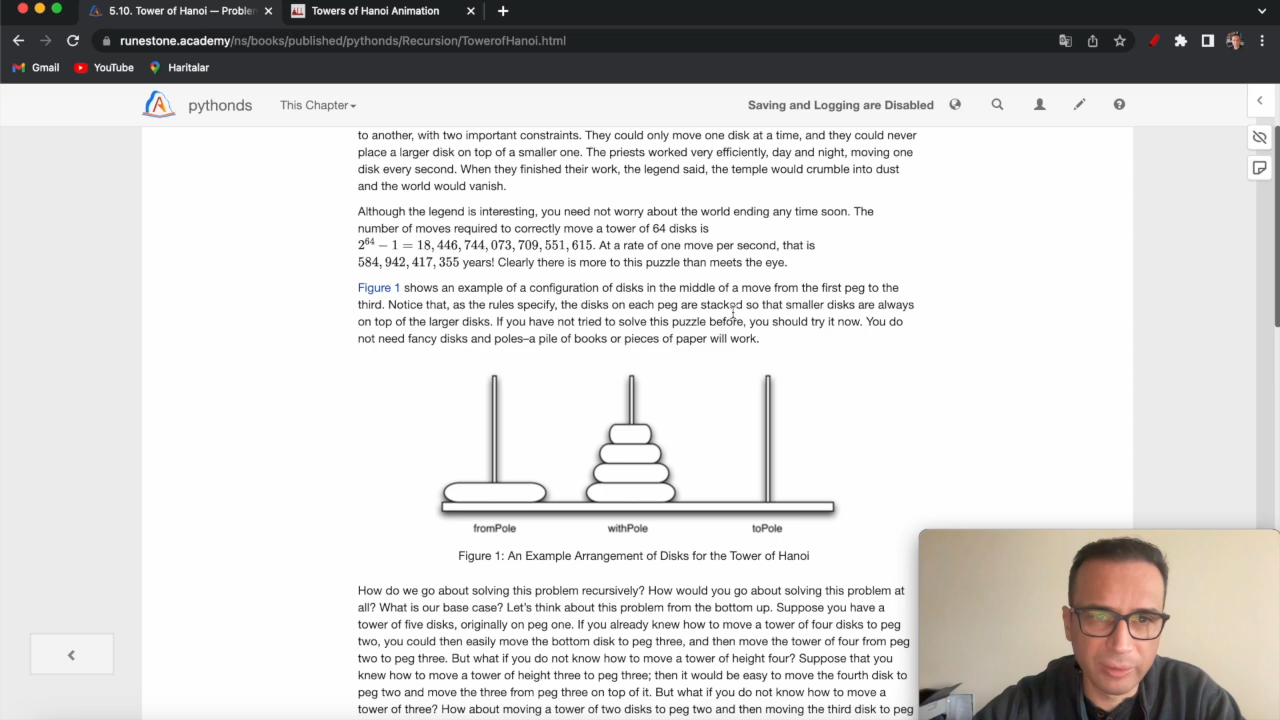 5.10. Tower of Hanoi — Problem
Towers of Hanoi Animation
runestone.academy/ns/books/published/pythonds/Recursion/TowerofHanoi.html
Gmail
YouTube
Haritalar
pythonds
This Chapter
Saving and Logging are Disabled
to another, with two important constraints. They could only move one disk at a time, and they could never
place a larger disk on top of a smaller one. The priests worked very efficiently, day and night, moving one
disk every second. When they finished their work, the legend said, the temple would crumble into dust
and the world would vanish.
Although the legend is interesting, you need not worry about the world ending any time soon. The
number of moves required to correctly move a tower of 64 disks is
2^64 − 1 = 18, 446, 744, 073, 709, 551, 615. At a rate of one move per second, that is
584, 942, 417, 355 years! Clearly there is more to this puzzle than meets the eye.
Figure 1 shows an example of a configuration of disks in the middle of a move from the first peg to the
third. Notice that, as the rules specify, the disks on each peg are stacked so that smaller disks are always
on top of the larger disks. If you have not tried to solve this puzzle before, you should try it now. You do
not need fancy disks and poles–a pile of books or pieces of paper will work.
fromPole
withPole
toPole
Figure 1: An Example Arrangement of Disks for the Tower of Hanoi
How do we go about solving this problem recursively? How would you go about solving this problem at
all? What is our base case? Let's think about this problem from the bottom up. Suppose you have a
tower of five disks, originally on peg one. If you already knew how to move a tower of four disks to peg
two, you could then easily move the bottom disk to peg three, and then move the tower of four from peg
two to peg three. But what if you do not know how to move a tower of height four? Suppose that you
knew how to move a tower of height three to peg three; then it would be easy to move the fourth disk to
peg two and move the three from peg three on top of it. But what if you do not know how to move a
tower of three? How about moving a tower of two disks to peg two and then moving the third disk to peg